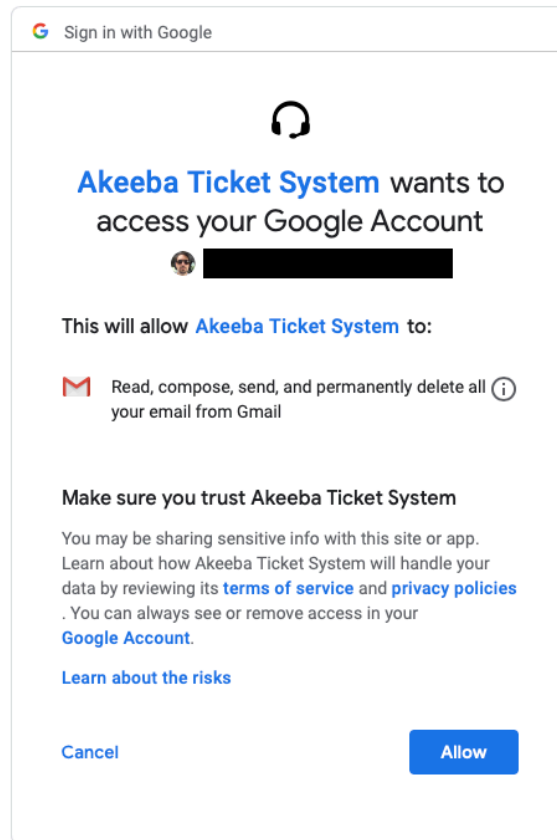 Sign in with Google
Akeeba Ticket System wants to
access your Google Account
This will allow Akeeba Ticket System to:
Read, compose, send, and permanently delete all
your email from Gmail
Make sure you trust Akeeba Ticket System
You may be sharing sensitive info with this site or app.
Learn about how Akeeba Ticket System will handle your
data by reviewing its terms of service and privacy policies
. You can always see or remove access in your
Google Account.
Learn about the risks
Cancel
Allow